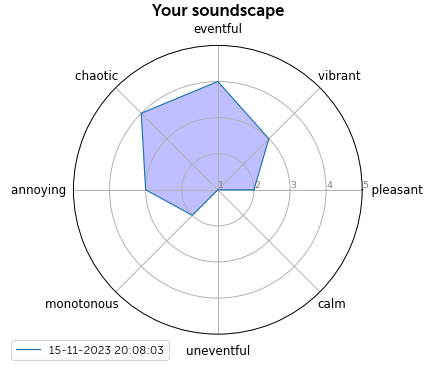 Your soundscape
eventful
chaotic
vibrant
annoying
1 2 3 4 5
pleasant
monotonous
calm
uneventful
15-11-2023 20:08:03